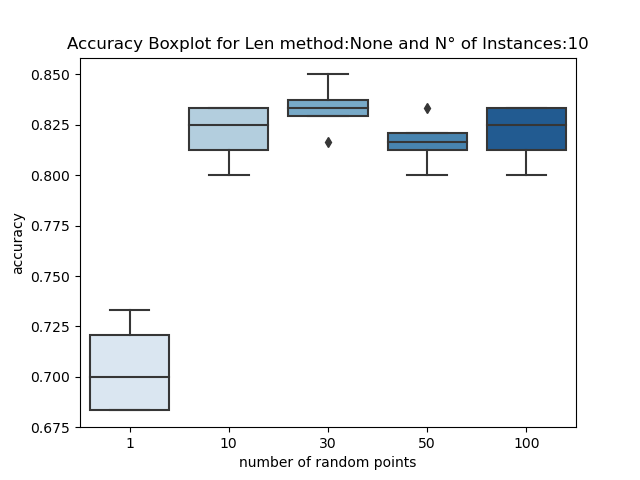 Accuracy Boxplot for Len method:None and N° of Instances:10
0.850
0.825
0.800
0.775
0.750
0.725
0.700
0.675
accuracy
1 10 30 50 100
number of random points